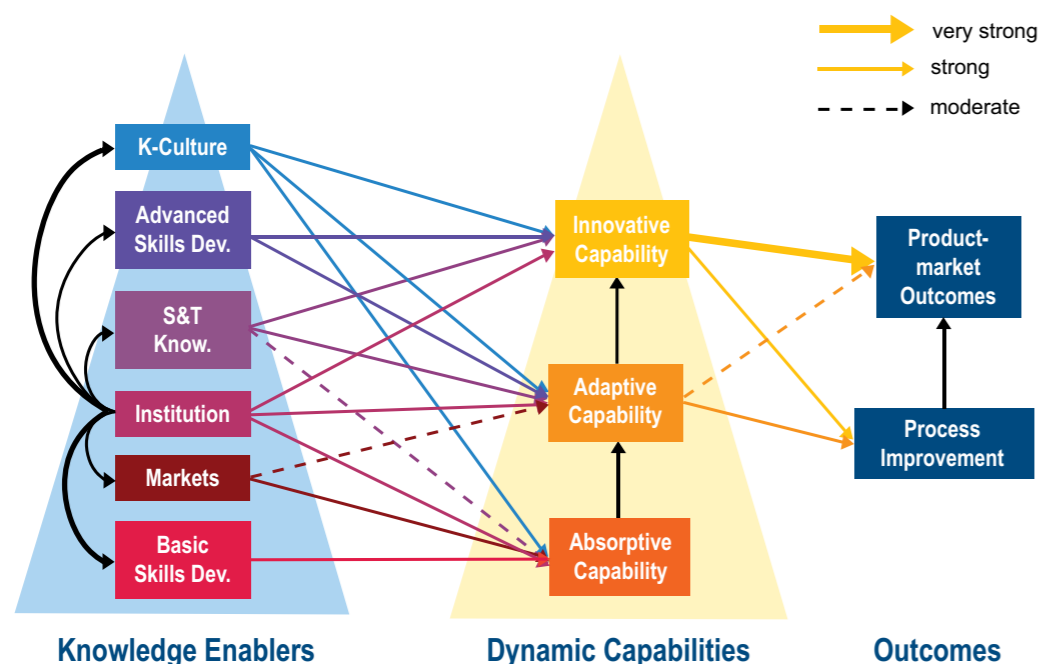 very strong
strong
moderate
K-Culture
Advanced
Skills Dev.
S&T
Know.
Institution
Markets
Basic
Skills Dev.
Innovative
Capability
Adaptive
Capability
Absorptive
Capability
Product-
market
Outcomes
Process
Improvement
Knowledge Enablers
Dynamic Capabilities
Outcomes